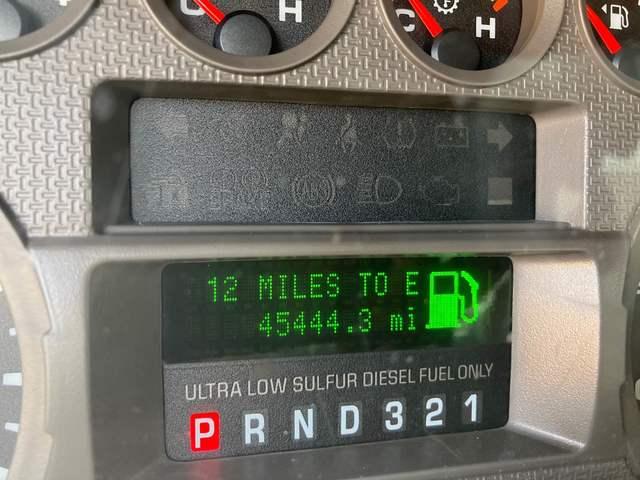 C H
C H
F
12 MILES TO E
45444.3 mi
ULTRA LOW SULFUR DIESEL FUEL ONLY
P R N D 3 2 1